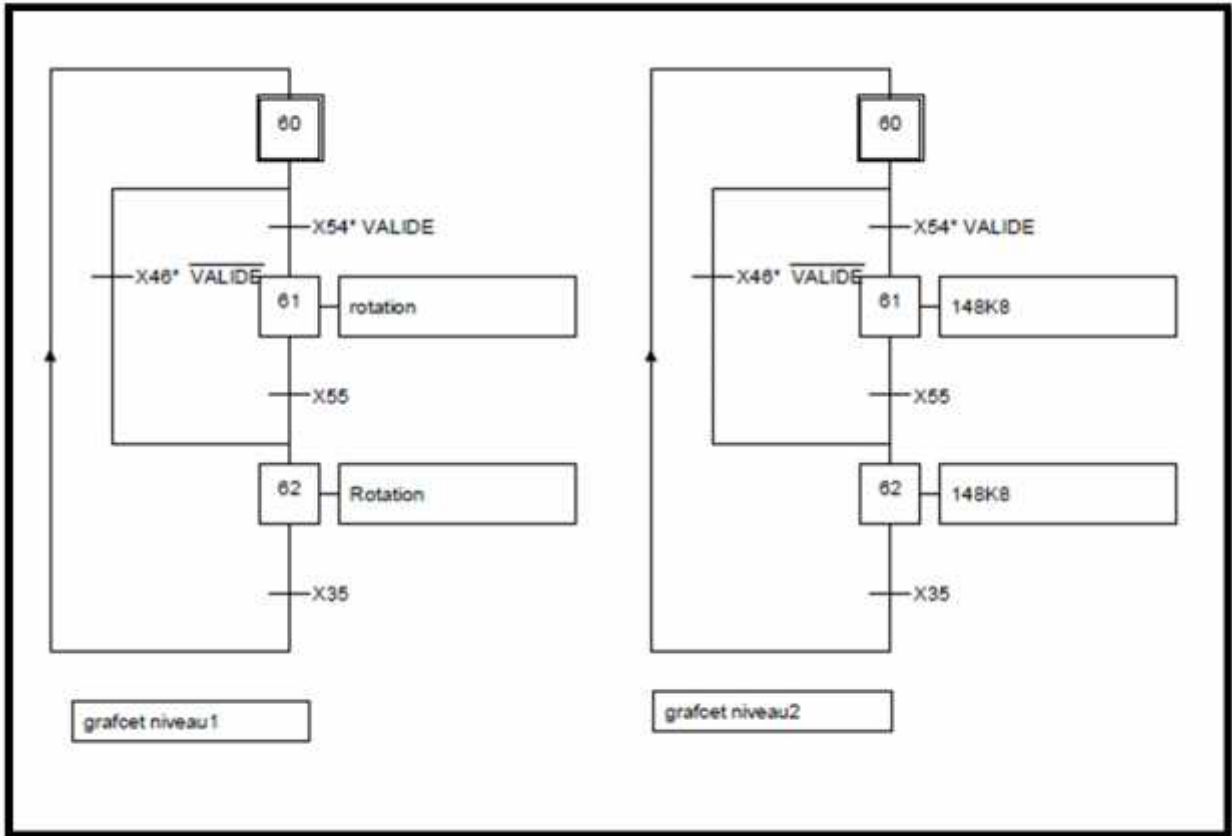 60
X54* VALIDE
X46* VALIDE
61
rotation
X55
62
Rotation
X35
grafcet niveau1
60
X54* VALIDE
X46* VALIDE
61
148K8
X55
62
148K8
X35
grafcet niveau2